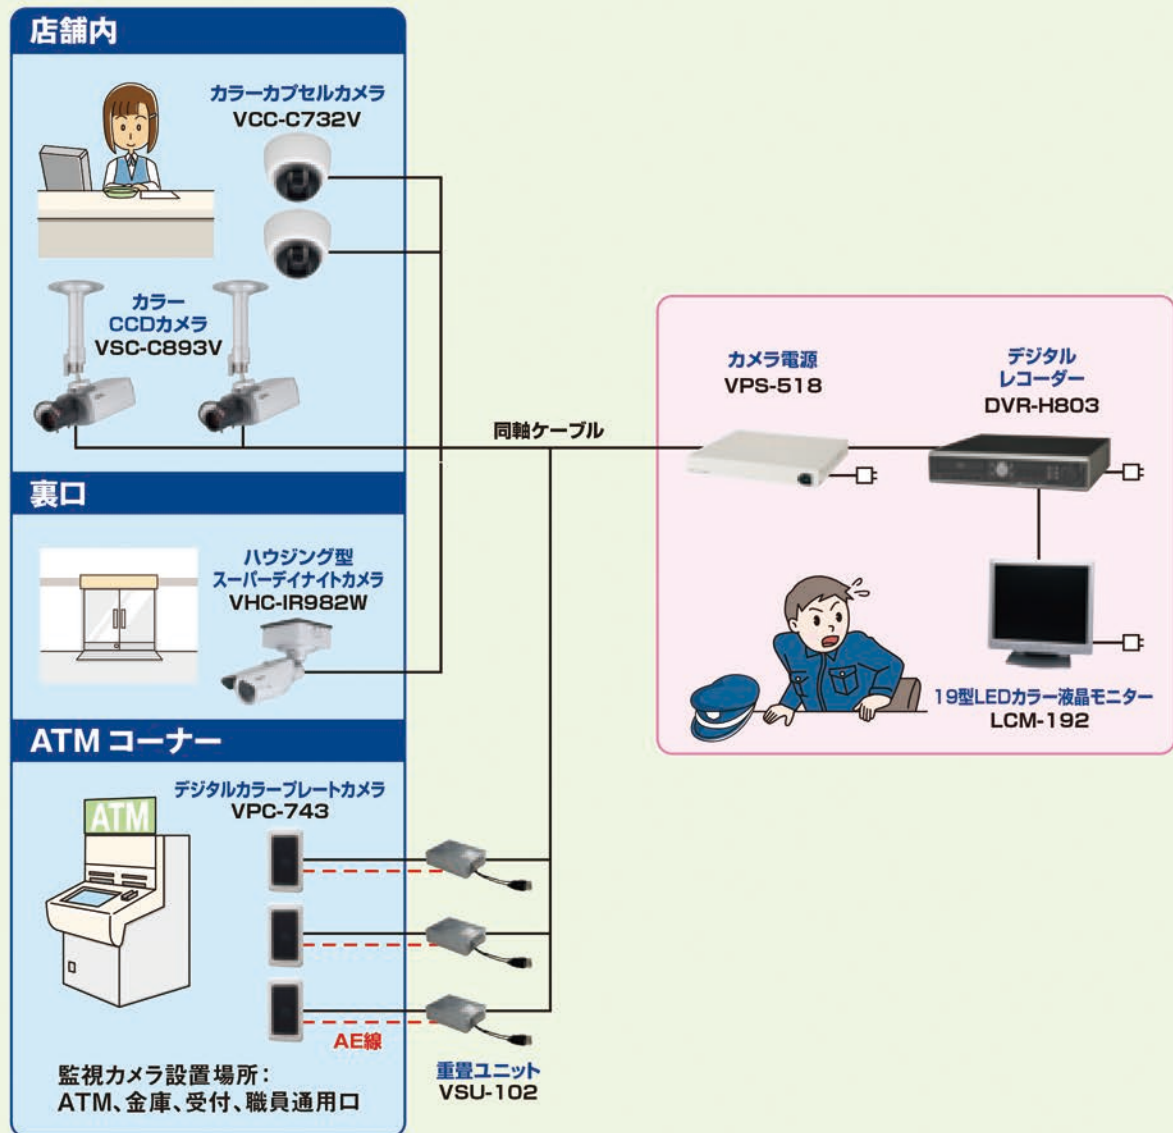 店舗内
カラーカプセルカメラ
VCC-C732V
カラー
CCDカメラ
VSC-C893V
同軸ケーブル
カメラ電源
VPS-518
デジタル
レコーダー
DVR-H803
19型LEDカラー液晶モニター
LCM-192
裏口
ハウジング型
スーパーデイナイトカメラ
VHC-IR982W
ATMコーナー
ATM
デジタルカラープレートカメラ
VPC-743
AE線
重畳ユニット
VSU-102
監視カメラ設置場所：
ATM、金庫、受付、職員通用口